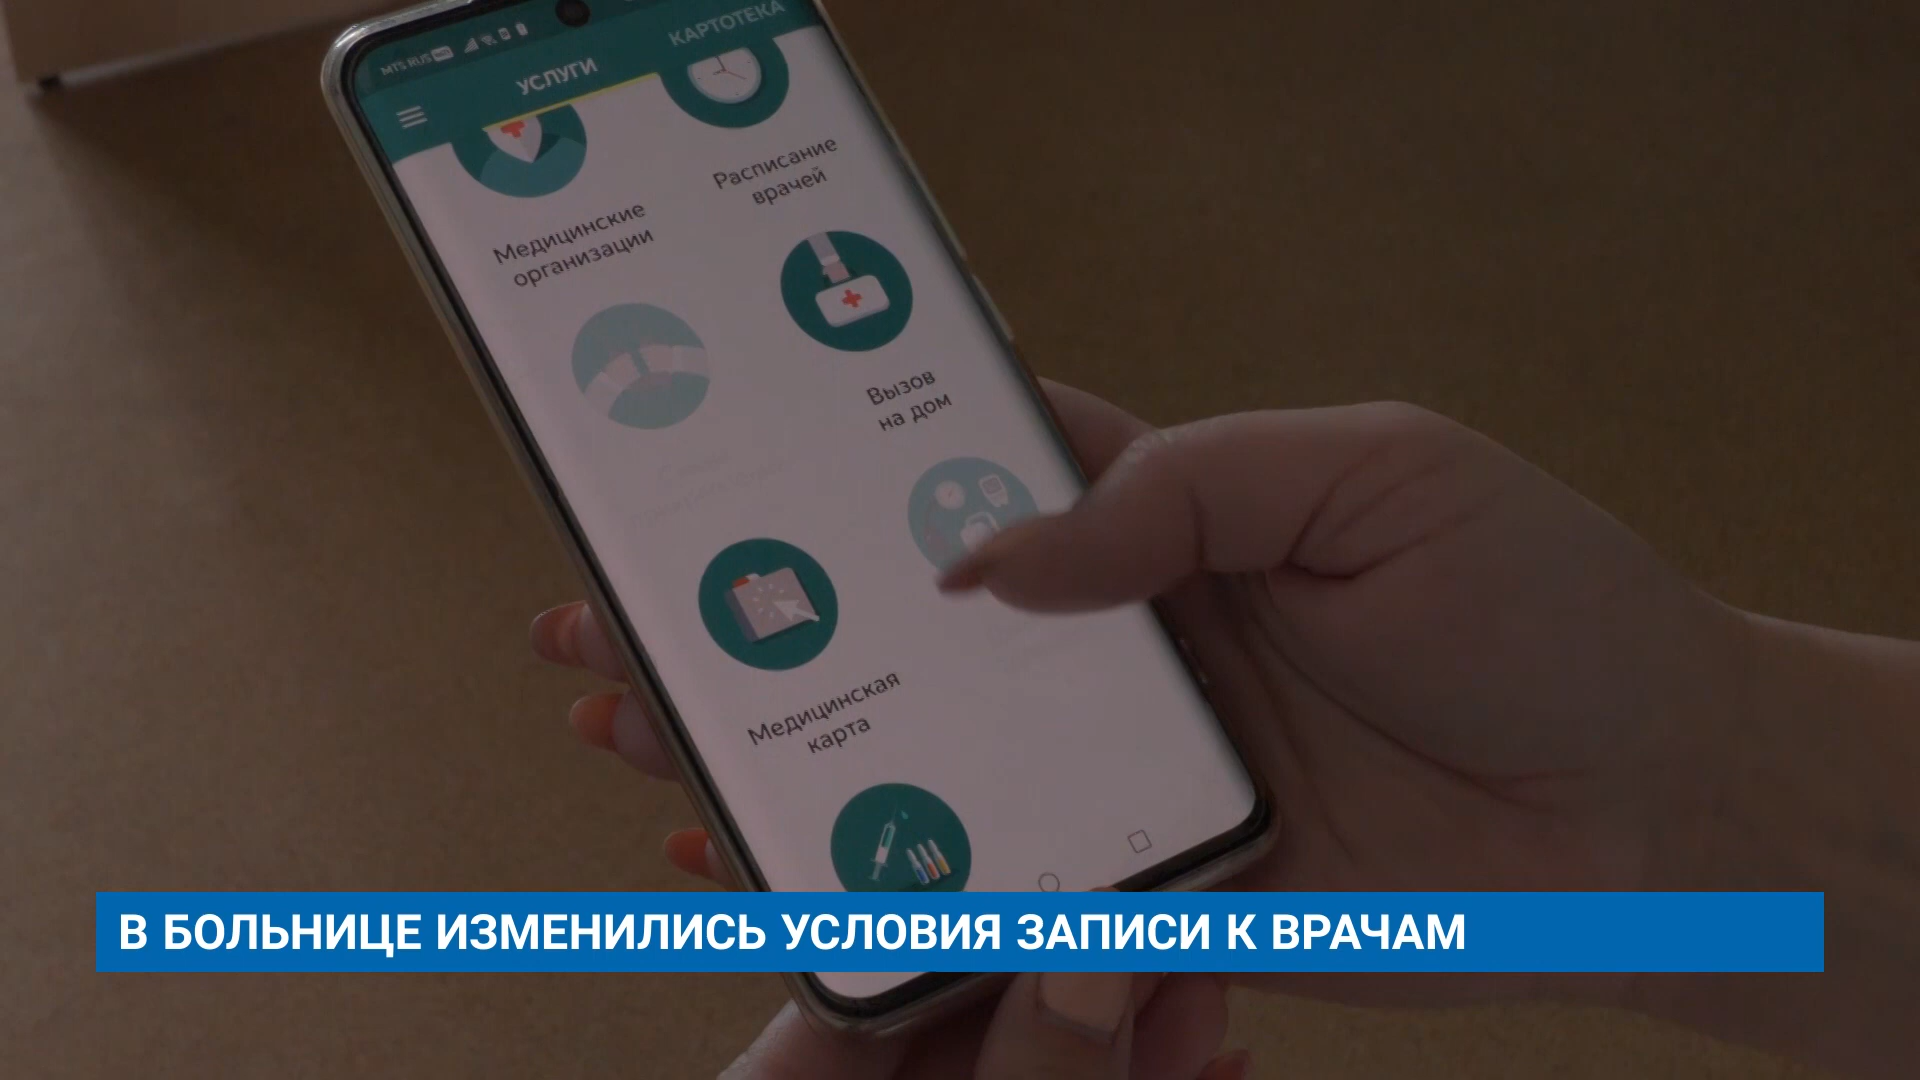 MTS RUS
УСЛУГИ
КАРТОТЕКА
Расписание
врачей
Медицинские
организации
Вызов
на дом
Медицинская
карта
В БОЛЬНИЦЕ ИЗМЕНИЛИСЬ УСЛОВИЯ ЗАПИСИ К ВРАЧАМ